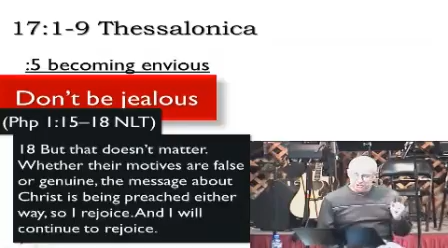 17:1-9 Thessalonica
:5 becoming envious
Don't be jealous
(Php 1:15–18 NLT)
18 But that doesn't matter.
Whether their motives are false
or genuine, the message about
Christ is being preached either
way, so I rejoice. And I will
continue to rejoice.